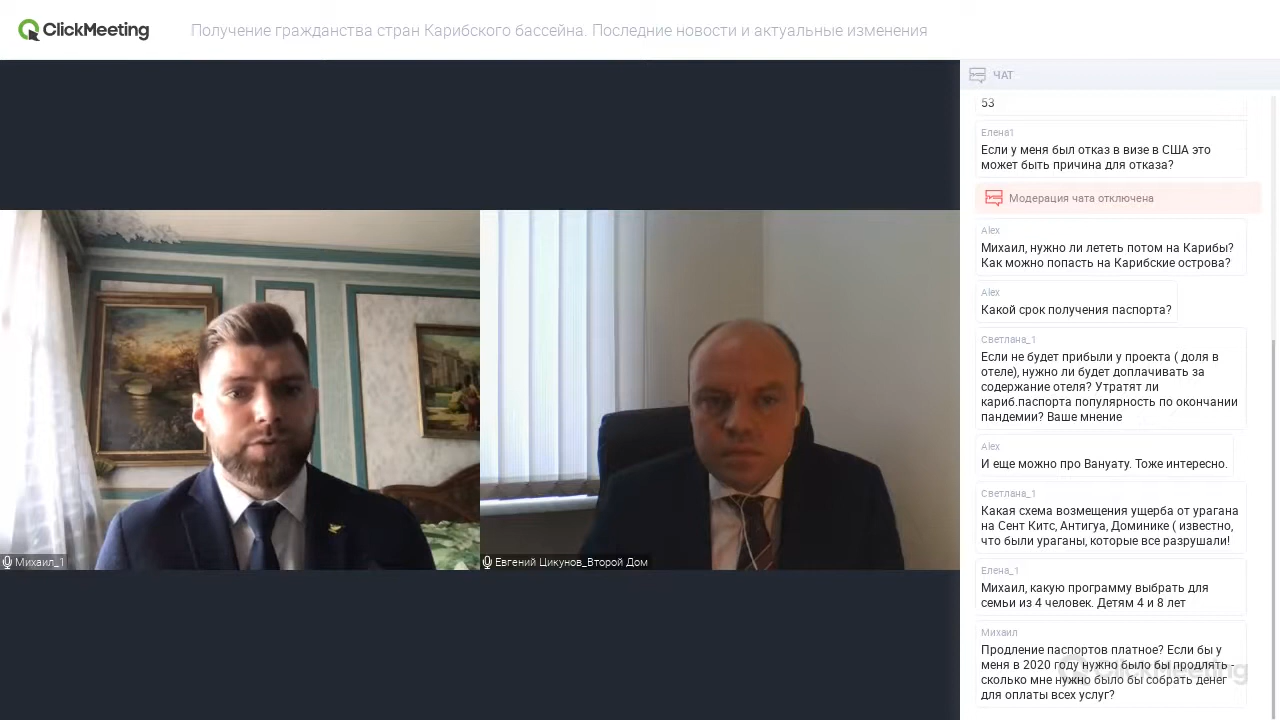 ClickMeeting
Получение гражданства стран Карибского бассейна. Последние новости и актуальные изменения
ЧАТ
53
Елена1
Если у меня был отказ в визе в США это
может быть причина для отказа?
Модерация чата отключена
Alex
Михаил, нужно ли лететь потом на Карибы?
Как можно попасть на Карибские острова?
Alex
Какой срок получения паспорта?
Светлана_1
Если не будет прибыли у проекта ( доля в
отеле), нужно ли будет доплачивать за
содержание отеля? Утратят ли
кариб.паспорта популярность по окончании
пандемии? Ваше мнение
Alex
И еще можно про Вануату. Тоже интересно.
Светлана_1
Какая схема возмещения ущерба от урагана
на Сент Китс, Антигуа, Доминике ( известно,
что были ураганы, которые все разрушали!
Елена_1
Михаил, какую программу выбрать для
семьи из 4 человек. Детям 4 и 8 лет
Михаил
Продление паспортов платное? Если бы у
меня в 2020 году нужно было бы продлять -
сколько мне нужно было бы собрать денег
для оплаты всех услуг?
ClickMeeting
Михаил_1
Евгений Цикунов_Второй Дом